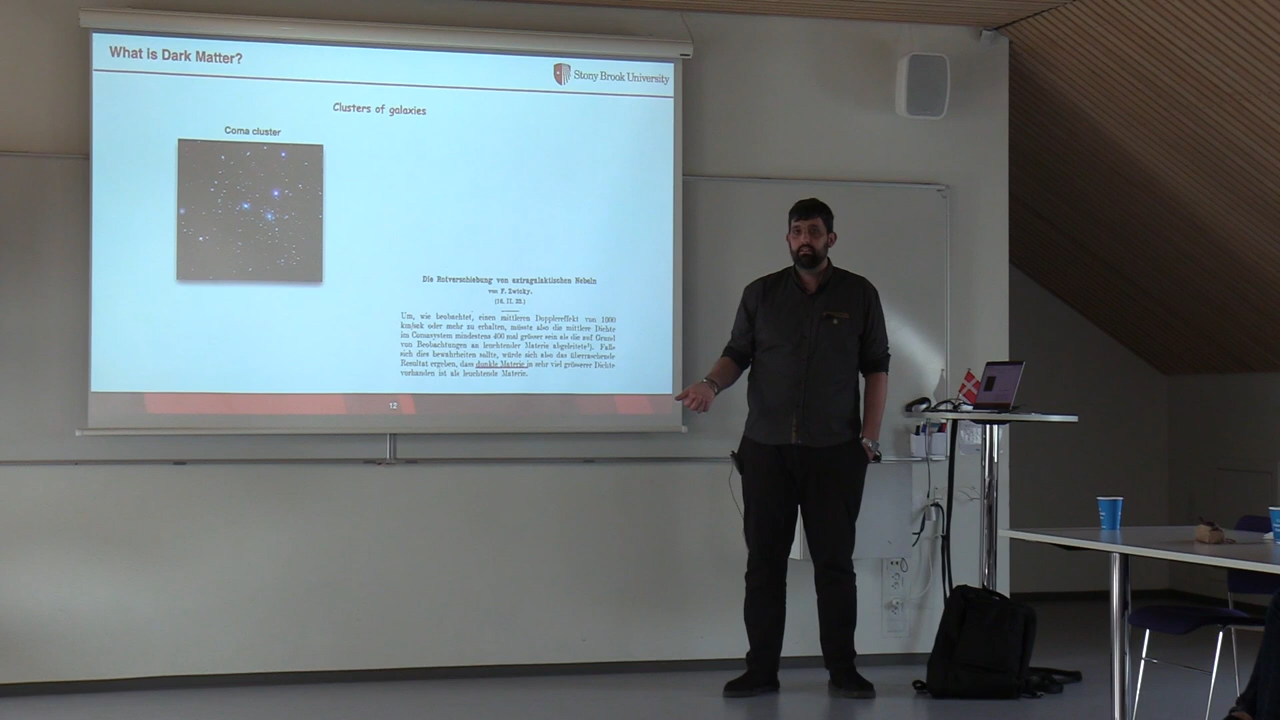 What is Dark Matter?
Stony Brook University
Clusters of galaxies
Coma cluster
Die Rotverschiebung von extragalaktischen Nebeln
von F. Zwicky.
(16. II. 33.)
Um, wie beobachtet, einen mittleren Dopplereffekt von 1000
km/sek oder mehr zu erhalten, müsste also die mittlere Dichte
im Comasystem mindestens 400 mal grösser sein als die auf Grund
von Beobachtungen an leuchtender Materie abgeleitete¹). Falls
sich dies bewahrheiten sollte, würde sich also das überraschende
Resultat ergeben, dass dunkle Materie in sehr viel grösserer Dichte
vorhanden ist als leuchtende Materie.
12